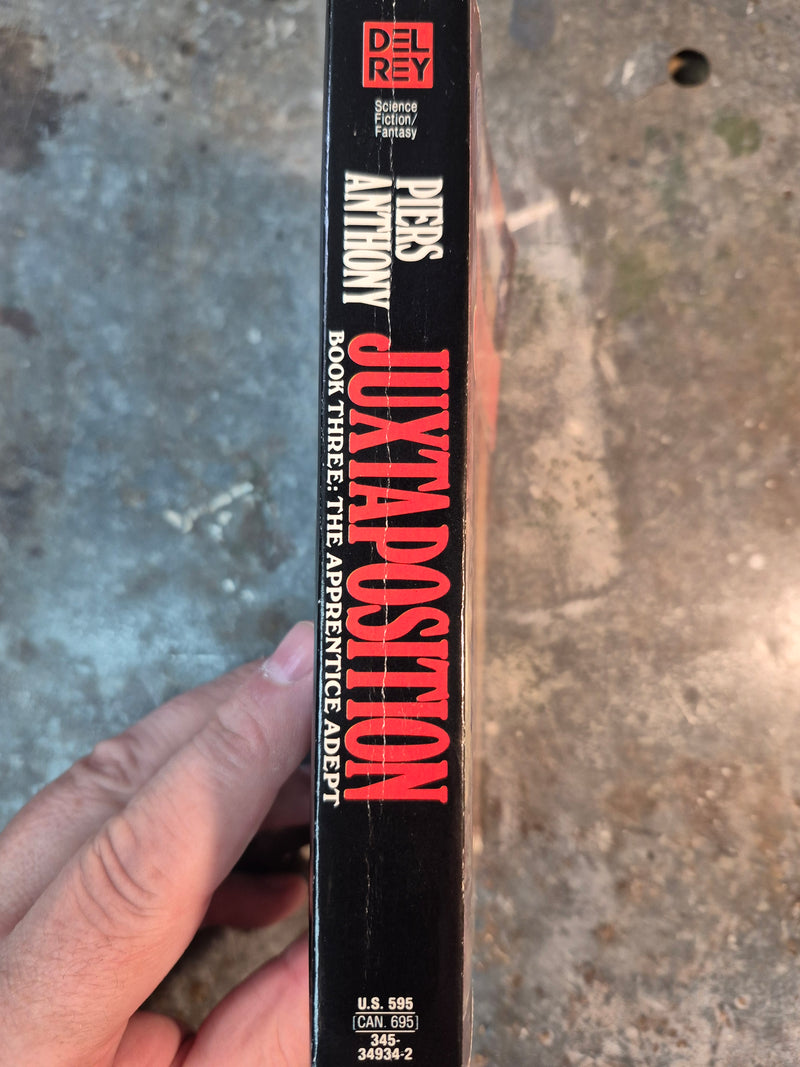 DEL
REY
Science
Fiction/
Fantasy
PIERS
ANTHONY
JUXTAPOSITION
BOOK THREE: THE APPRENTICE ADEPT
U.S. 595
[CAN. 695]
345-
34934-2